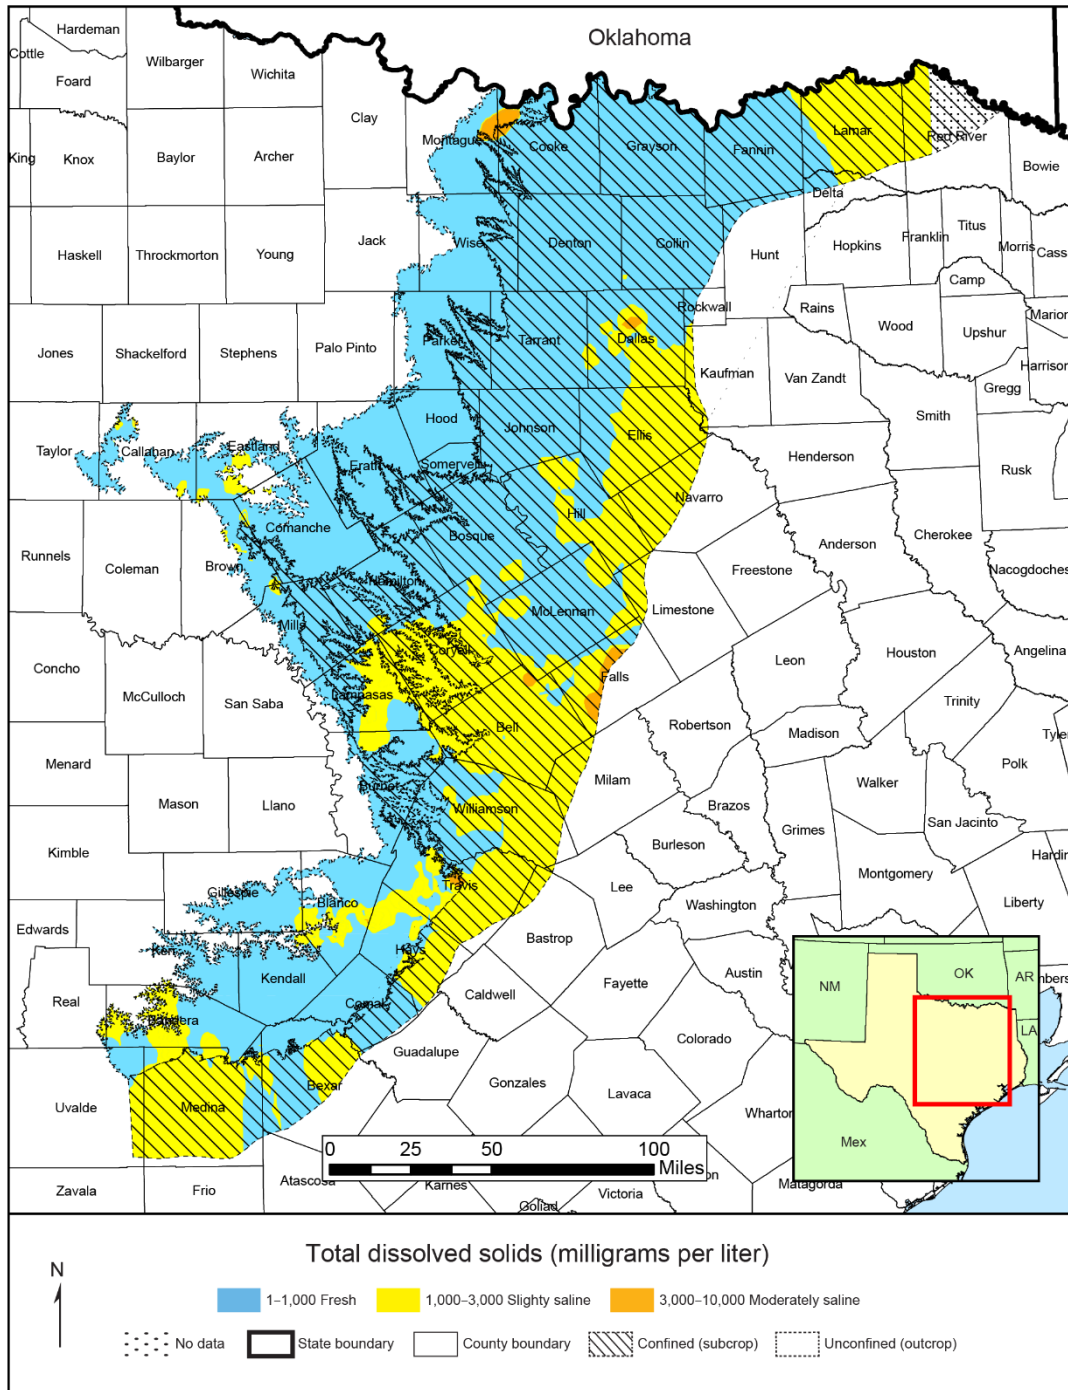 Oklahoma
Hardeman
Cottle
Wilbarger
Wichita
Foard
Clay
Montague
Cooke
Grayson
Fannin
Lamar
Red River
Bowie
King
Knox
Baylor
Archer
Delta
Haskell
Throckmorton
Young
Jack
Wise
Denton
Collin
Hunt
Hopkins
Franklin
Titus
Morris
Cass
Camp
Jones
Shackelford
Stephens
Palo Pinto
Parker
Tarrant
Dallas
Rockwall
Rains
Wood
Upshur
Marion
Harrison
Kaufman
Van Zandt
Gregg
Smith
Taylor
Callahan
Eastland
Hood
Johnson
Ellis
Henderson
Rusk
Erath
Somervell
Navarro
Runnels
Coleman
Comanche
Brown
Bosque
Hill
Anderson
Cherokee
Nacogdoches
Freestone
Hamilton
McLennan
Limestone
Mills
Concho
McCulloch
San Saba
Coryell
Lampasas
Falls
Leon
Houston
Angelina
Trinity
Bell
Robertson
Madison
Polk
Tyle
Menard
Mason
Llano
Burnet
Williamson
Milam
Brazos
Walker
San Jacinto
Grimes
Kimble
Burleson
Montgomery
Hardin
Gillespie
Blanco
Travis
Lee
Washington
Liberty
Edwards
Kerr
Kendall
Hays
Bastrop
Austin
Real
Bandera
Comal
Caldwell
Fayette
Colorado
Guadalupe
Uvalde
Medina
Bexar
Gonzales
Lavaca
Wharton
Zavala
Frio
Atascosa
Karnes
Goliad
Victoria
Matagorda
on
mbers
NM
OK
AR
LA
Mex
0 25 50 100
Miles
Total dissolved solids (milligrams per liter)
N
1–1,000 Fresh 1,000–3,000 Slighty saline 3,000–10,000 Moderately saline
No data State boundary County boundary Confined (subcrop) Unconfined (outcrop)